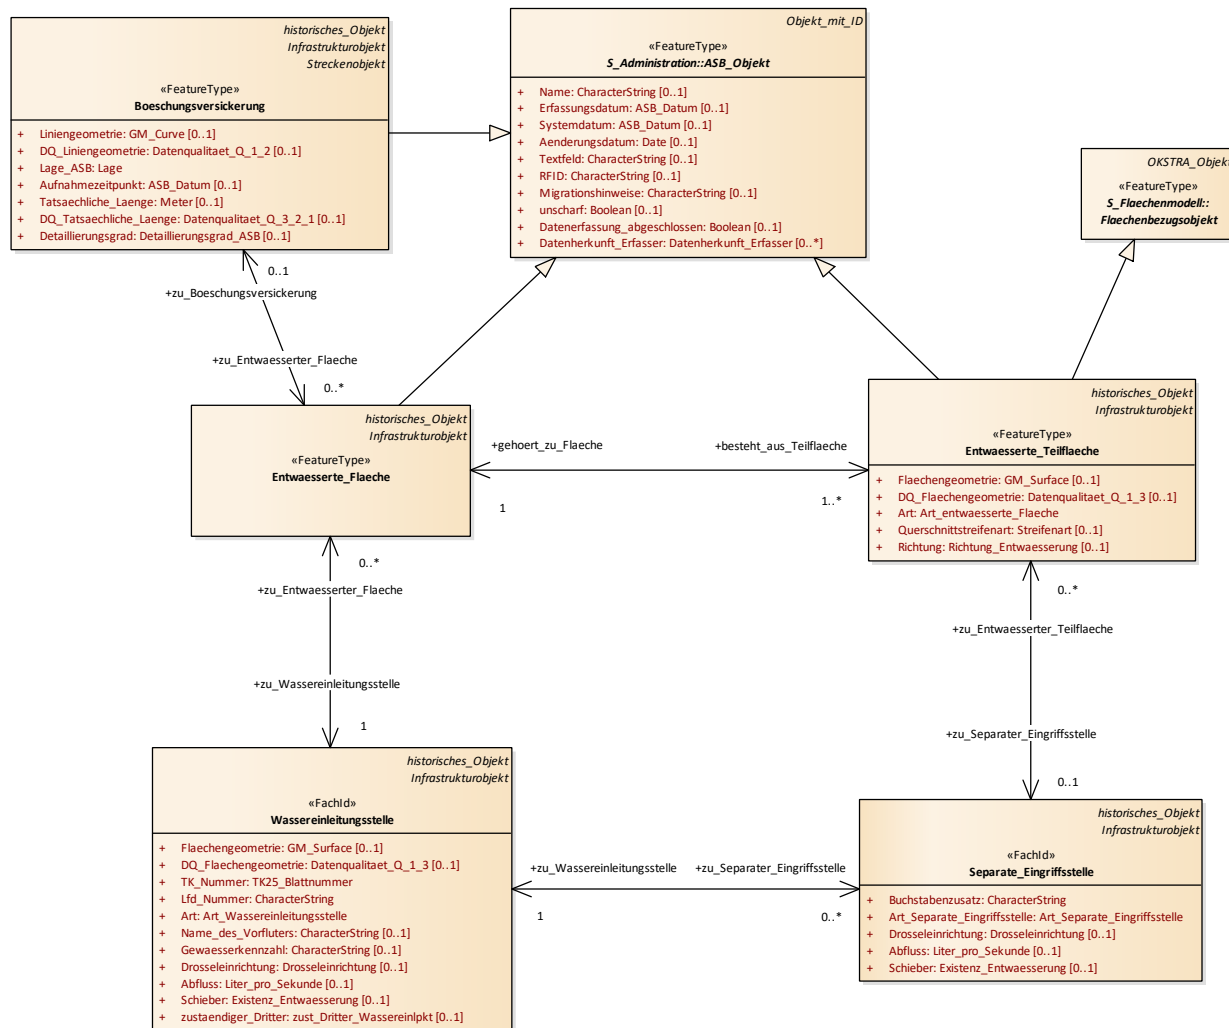 historisches_Objekt
Infrastrukturobjekt
Streckenobjekt
«FeatureType»
Boeschungsversickerung
+ Liniengeometrie: GM_Curve [0..1]
+ DQ_Liniengeometrie: Datenqualitaet_Q_1_2 [0..1]
+ Lage_ASB: Lage
+ Aufnahmezeitpunkt: ASB_Datum [0..1]
+ Tatsaechliche_Laenge: Meter [0..1]
+ DQ_Tatsaechliche_Laenge: Datenqualitaet_Q_3_2_1 [0..1]
+ Detaillierungsgrad: Detaillierungsgrad_ASB [0..1]
Objekt_mit_ID
«FeatureType»
S_Administration::ASB_Objekt
+ Name: CharacterString [0..1]
+ Erfassungsdatum: ASB_Datum [0..1]
+ Systemdatum: ASB_Datum [0..1]
+ Aenderungsdatum: Date [0..1]
+ Textfeld: CharacterString [0..1]
+ RFID: CharacterString [0..1]
+ Migrationshinweise: CharacterString [0..1]
+ unscharf: Boolean [0..1]
+ Datenerfassung_abgeschlossen: Boolean [0..1]
+ Datenherkunft_Erfasser: Datenherkunft_Erfasser [0..*]
OKSTRA_Objekt
«FeatureType»
S_Flaechenmodell::
Flaechenbezugsobjekt
0..1
+zu_Boeschungsversickerung
+zu_Entwaesserter_Flaeche
0..*
historisches_Objekt
Infrastrukturobjekt
«FeatureType»
Entwaesserte_Flaeche
+gehoert_zu_Flaeche
+besteht_aus_Teilflaeche
1
1..*
historisches_Objekt
Infrastrukturobjekt
«FeatureType»
Entwaesserte_Teilflaeche
+ Flaechengeometrie: GM_Surface [0..1]
+ DQ_Flaechengeometrie: Datenqualitaet_Q_1_3 [0..1]
+ Art: Art_entwaesserte_Flaeche
+ Querschnittstreifenart: Streifenart [0..1]
+ Richtung: Richtung_Entwaesserung [0..1]
0..*
+zu_Entwaesserter_Flaeche
+zu_Wassereinleitungsstelle
1
0..*
+zu_Entwaesserter_Teilflaeche
+zu_Separater_Eingriffsstelle
0..1
historisches_Objekt
Infrastrukturobjekt
«FachId»
Wassereinleitungsstelle
+ Flaechengeometrie: GM_Surface [0..1]
+ DQ_Flaechengeometrie: Datenqualitaet_Q_1_3 [0..1]
+ TK_Nummer: TK25_Blattnummer
+ Lfd_Nummer: CharacterString
+ Art: Art_Wassereinleitungsstelle
+ Name_des_Vorfluters: CharacterString [0..1]
+ Gewaesserkennzahl: CharacterString [0..1]
+ Drosseleinrichtung: Drosseleinrichtung [0..1]
+ Abfluss: Liter_pro_Sekunde [0..1]
+ Schieber: Existenz_Entwaesserung [0..1]
+ zustaendiger_Dritter: zust_Dritter_Wassereinlpkt [0..1]
+zu_Wassereinleitungsstelle
+zu_Separater_Eingriffsstelle
1
0..*
historisches_Objekt
Infrastrukturobjekt
«FachId»
Separate_Eingriffsstelle
+ Buchstabenzusatz: CharacterString
+ Art_Separate_Eingriffsstelle: Art_Separate_Eingriffsstelle
+ Drosseleinrichtung: Drosseleinrichtung [0..1]
+ Abfluss: Liter_pro_Sekunde [0..1]
+ Schieber: Existenz_Entwaesserung [0..1]